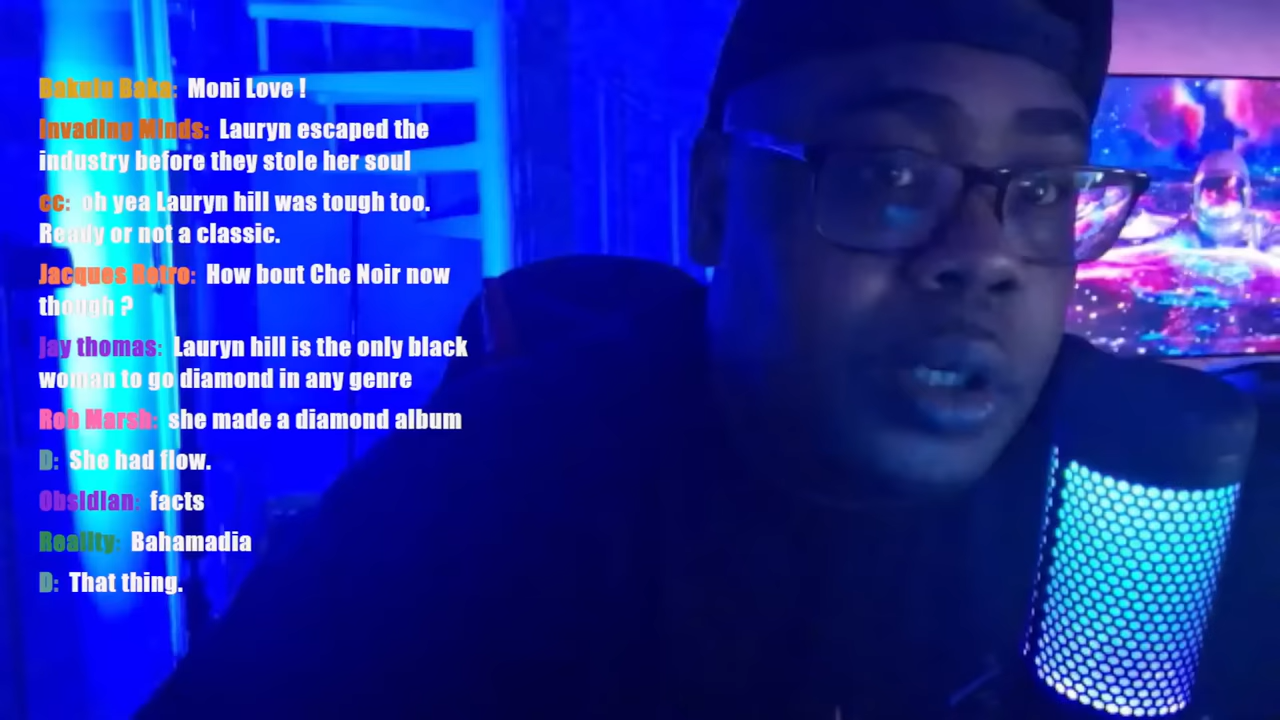 Bakulu Baka: Moni Love !
Invading Minds: Lauryn escaped the
industry before they stole her soul
cc: oh yea Lauryn hill was tough too.
Ready or not a classic.
Jacques Botro: How bout Che Noir now
though ?
Jay thomas: Lauryn hill is the only black
woman to go diamond in any genre
Rob Marsh: she made a diamond album
D: She had flow.
Obsidian: facts
Reality: Bahamadia
D: That thing.